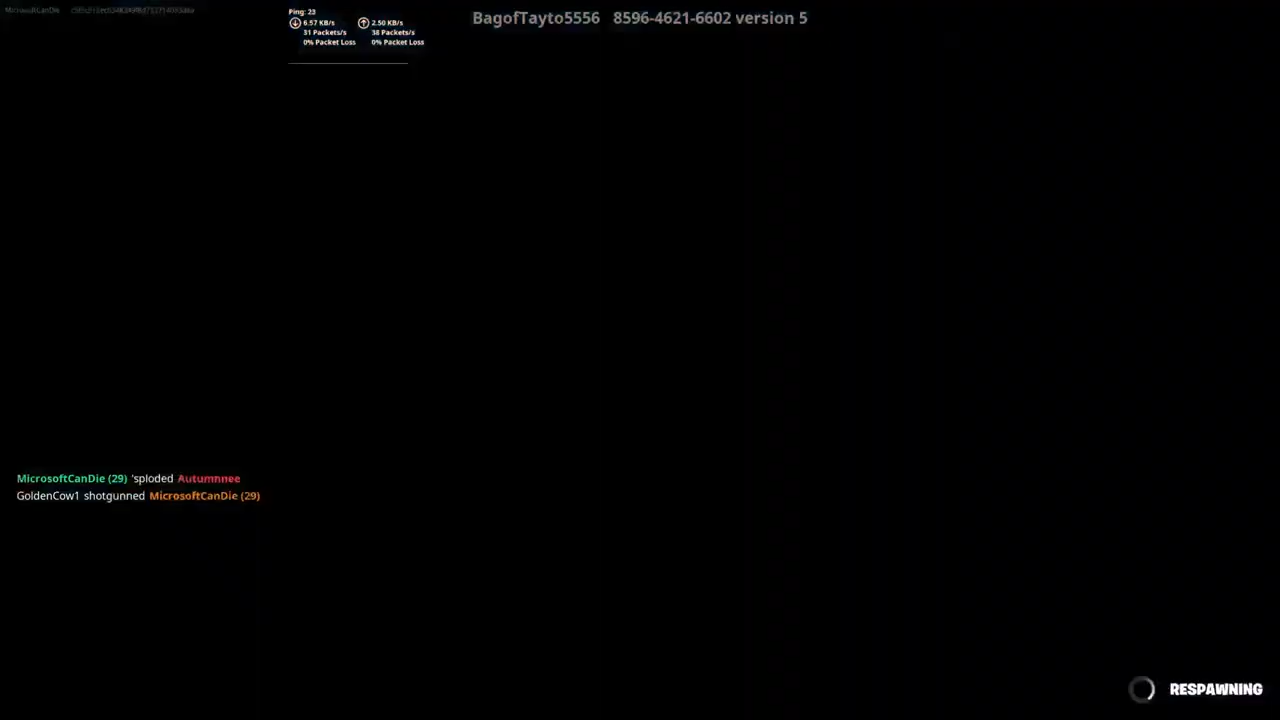 MicrosoftCanDie
Ping: 23
6.57 KB/s 2.50 KB/s
31 Packets/s 38 Packets/s
0% Packet Loss 0% Packet Loss
BagofTayto5556 8596-4621-6602 version 5
MicrosoftCanDie (29) 'sploded Autumnnee
GoldenCow1 shotgunned MicrosoftCanDie (29)
RESPAWNING